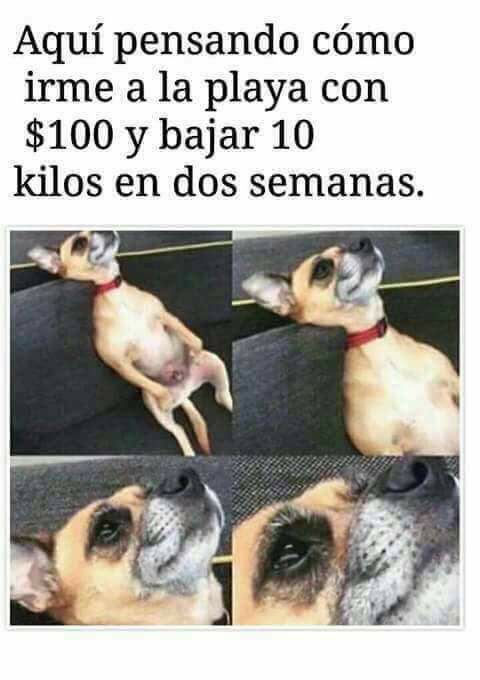 Aquí pensando cómo
irme a la playa con
$100 y bajar 10
kilos en dos semanas.